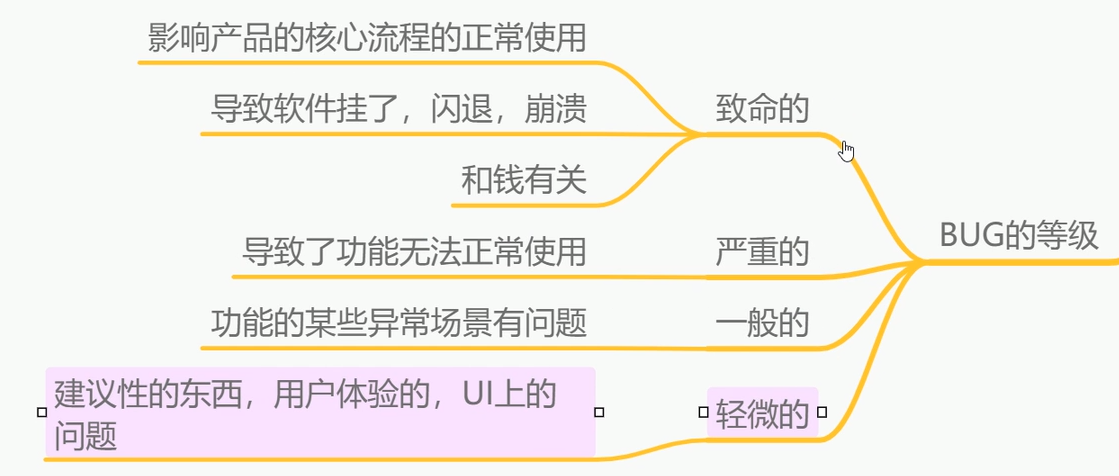 影响产品的核心流程的正常使用
导致软件挂了，闪退，崩溃
致命的
和钱有关
BUG的等级
导致了功能无法正常使用
严重的
功能的某些异常场景有问题
一般的
建议性的东西，用户体验的，UI上的
问题
轻微的